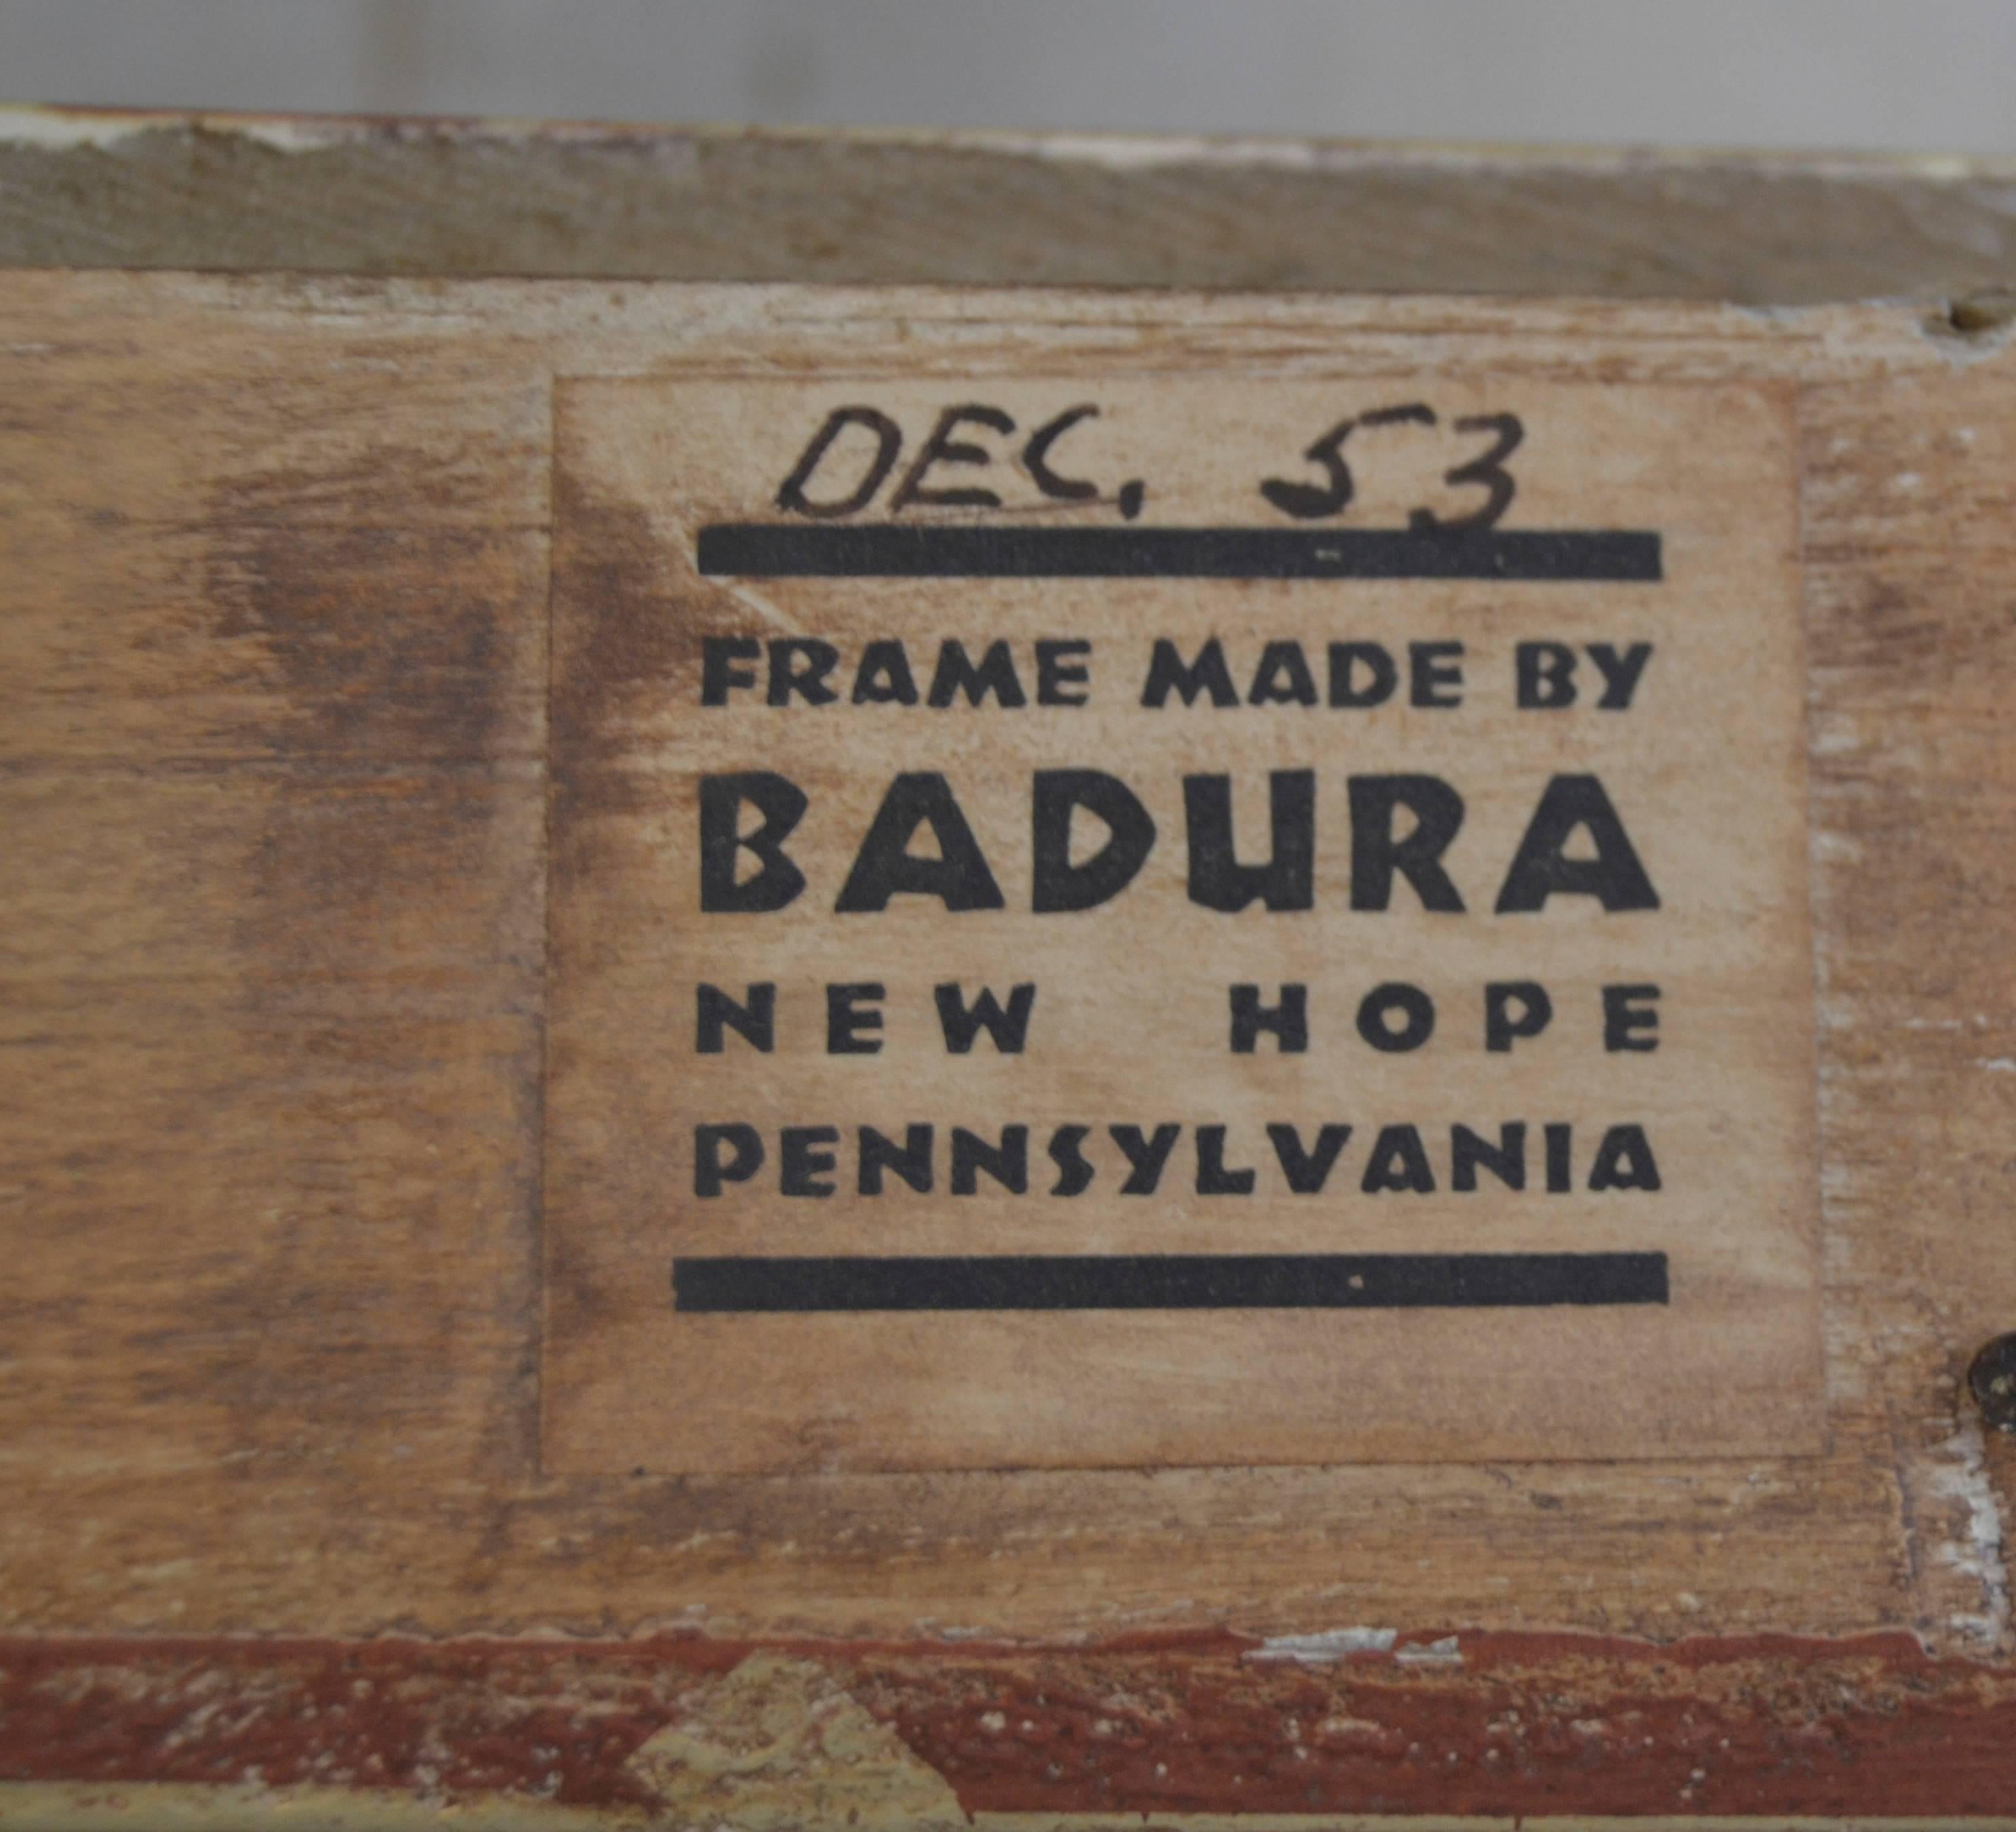 DEC. 53
FRAME MADE BY
BADURA
NEW HOPE
PENNSYLVANIA